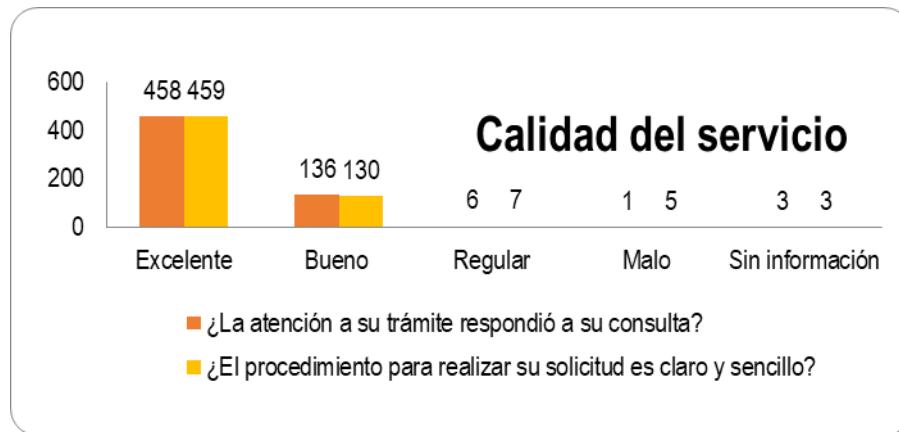 Calidad del servicio
600
400
200
0
458 459
136 130
6 7
1 5
3 3
Excelente Bueno Regular Malo Sin información
¿La atención a su trámite respondió a su consulta?
¿El procedimiento para realizar su solicitud es claro y sencillo?